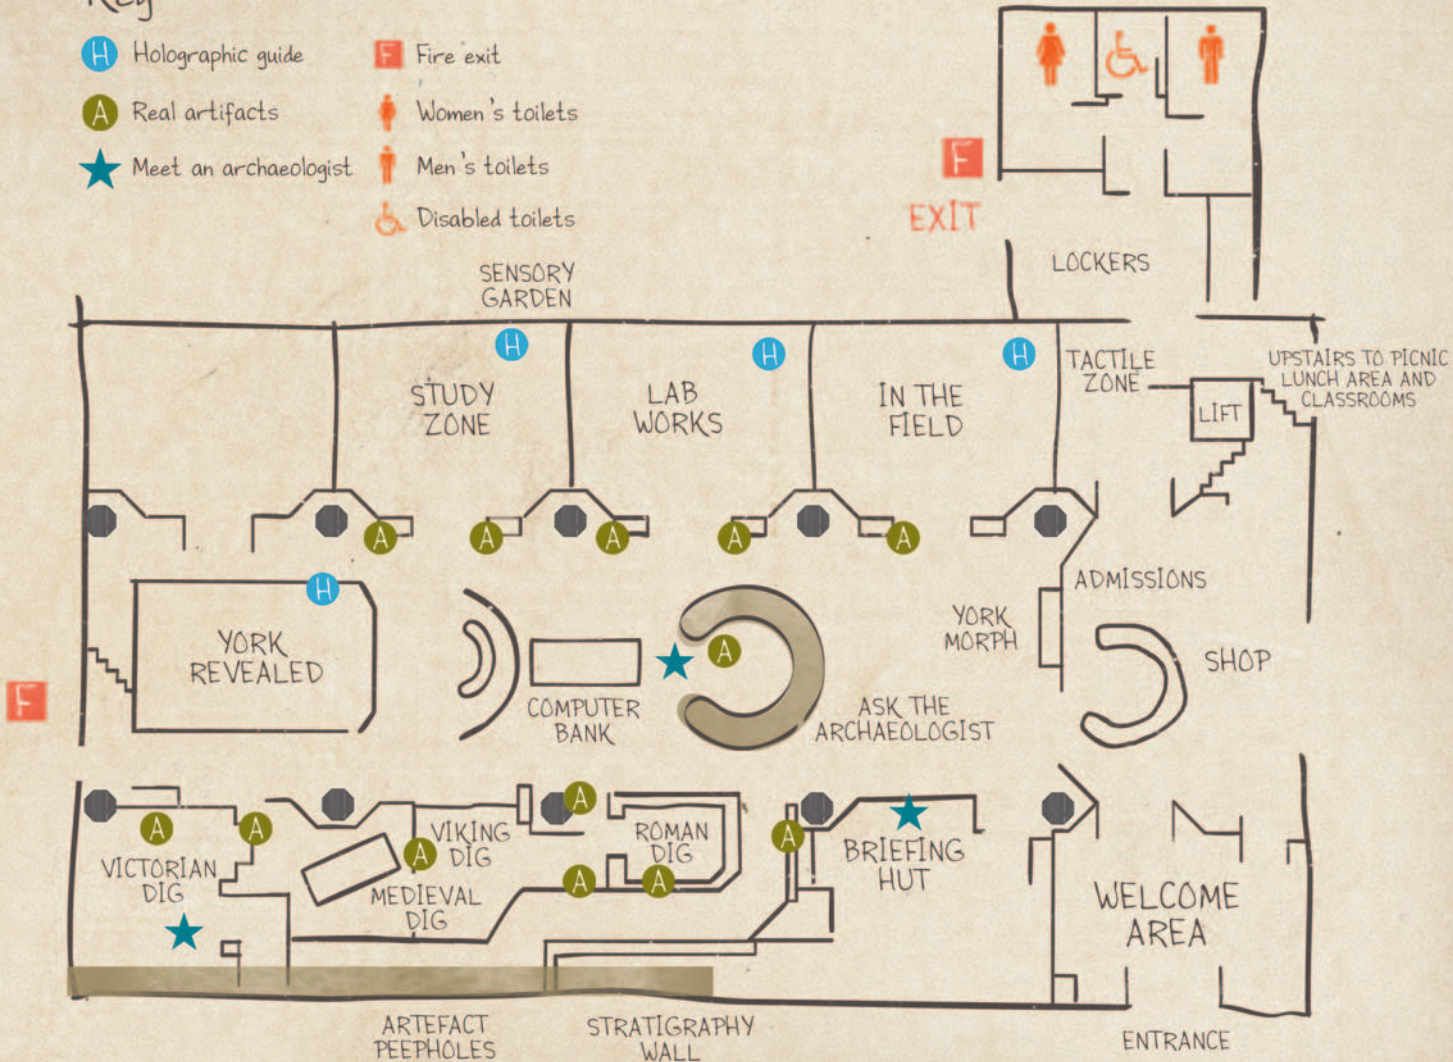 Key
H Holographic guide
A Real artifacts
Meet an archaeologist
F Fire exit
Women's toilets
Men's toilets
Disabled toilets
F
EXIT
LOCKERS
SENSORY
GARDEN
H
H
H
STUDY
ZONE
LAB
WORKS
IN THE
FIELD
TACTILE
ZONE
LIFT
UPSTAIRS TO PICNIC
LUNCH AREA AND
CLASSROOMS
A
A
A
A
A
H
YORK
REVEALED
F
COMPUTER
BANK
A
ASK THE
ARCHAEOLOGIST
YORK
MORPH
ADMISSIONS
SHOP
A
A
VICTORIAN
DIG
A
VIKING
DIG
MEDIEVAL
DIG
A
A
ROMAN
DIG
A
A
BRIEFING
HUT
WELCOME
AREA
ARTEFACT
PEEPHOLES
STRATIGRAPHY
WALL
ENTRANCE